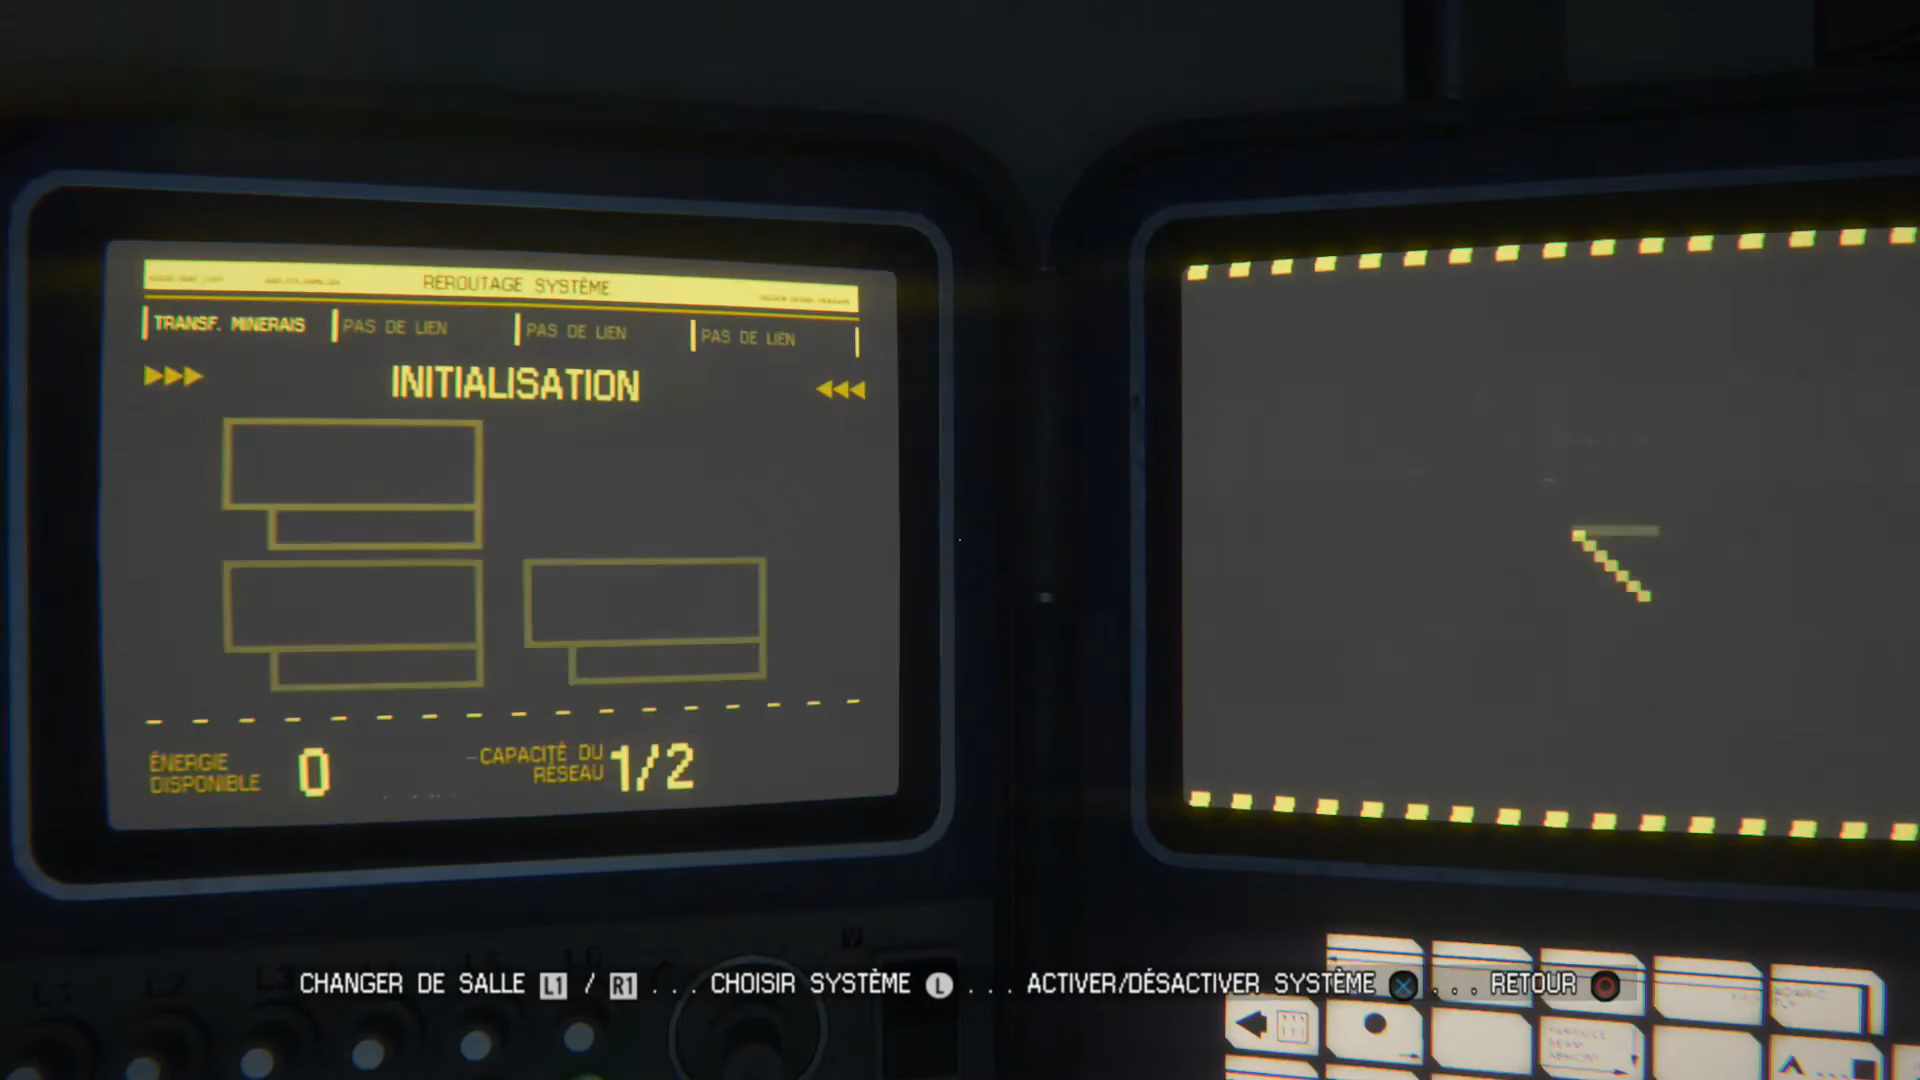 REROUTAGE SYSTÈME
TRANSF. MINERAIS PAS DE LIEN PAS DE LIEN PAS DE LIEN
INITIALISATION
ÉNERGIE DISPONIBLE 0
CAPACITÉ DU RÉSEAU 1/2
CHANGER DE SALLE L1 / R1 ... CHOISIR SYSTÈME L ... ACTIVER/DÉSACTIVER SYSTÈME ... RETOUR